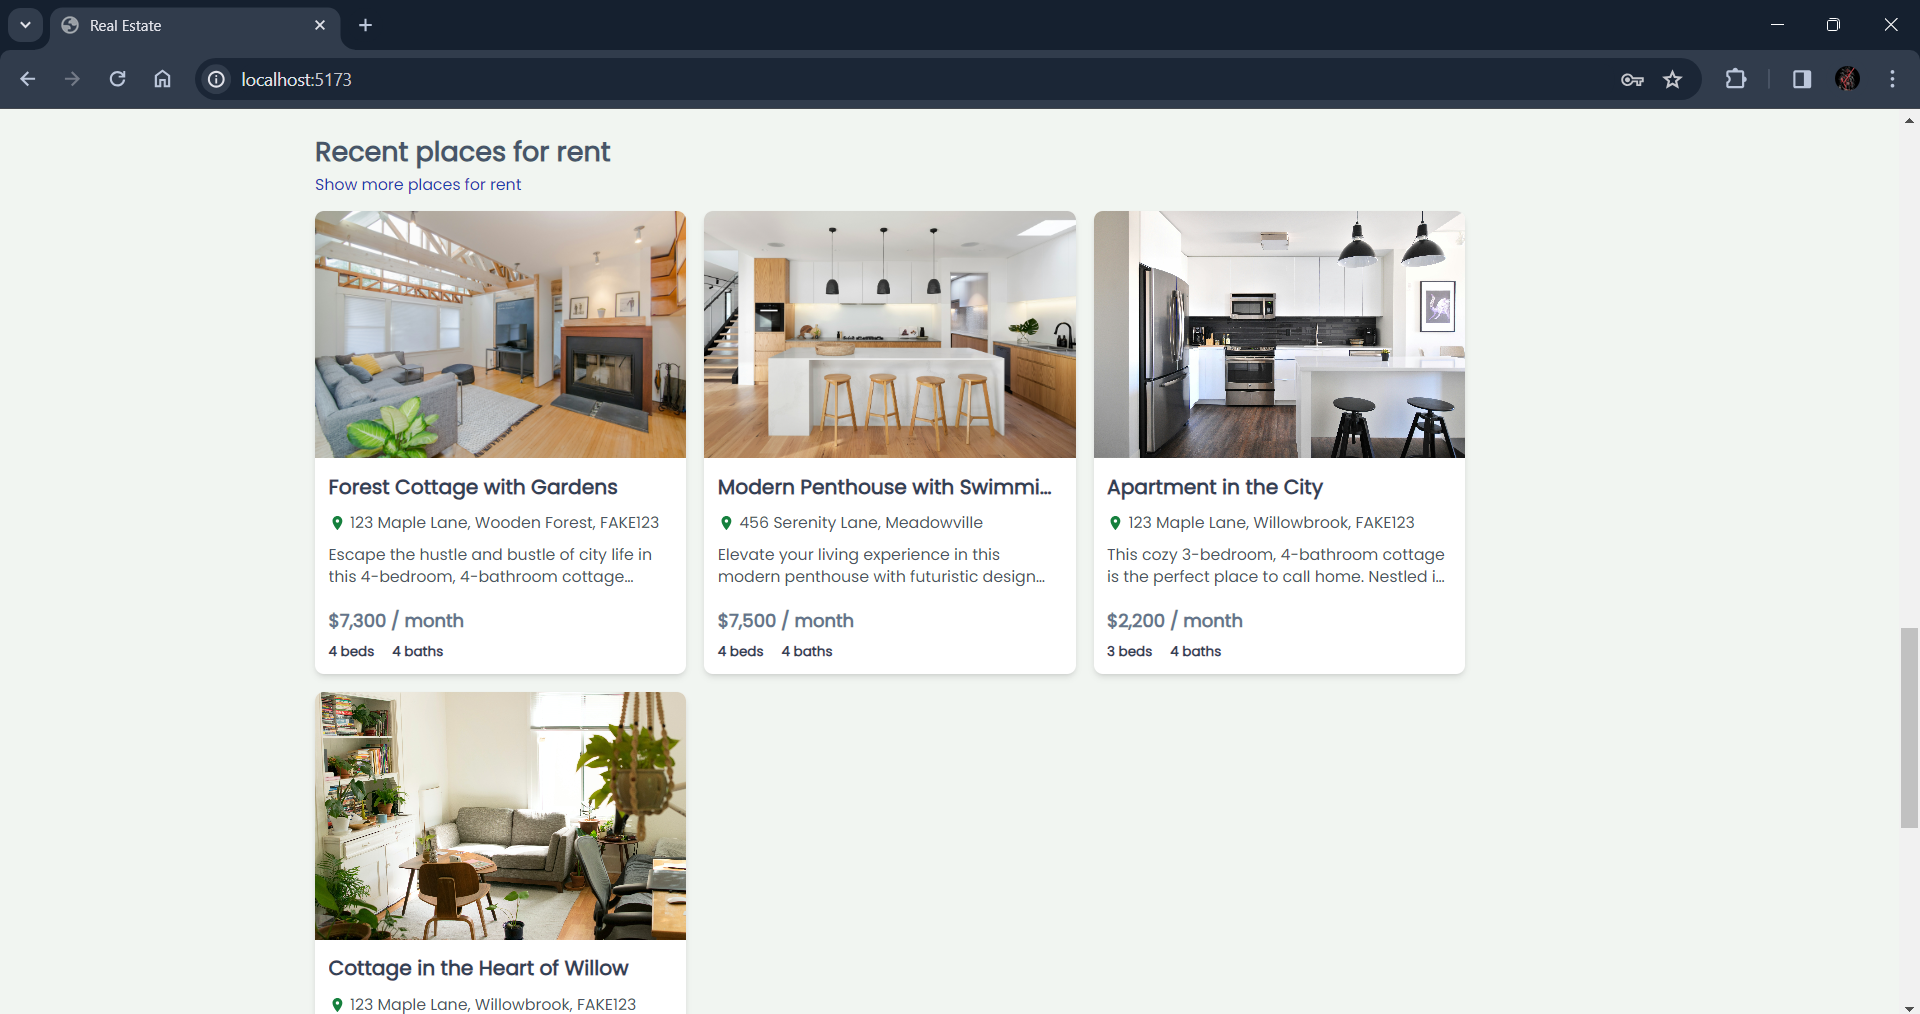 Real Estate
localhost:5173
Recent places for rent
Show more places for rent
Forest Cottage with Gardens
123 Maple Lane, Wooden Forest, FAKE123
Escape the hustle and bustle of city life in
this 4-bedroom, 4-bathroom cottage...
$7,300 / month
4 beds 4 baths
Modern Penthouse with Swimmi...
456 Serenity Lane, Meadowville
Elevate your living experience in this
modern penthouse with futuristic design...
$7,500 / month
4 beds 4 baths
Apartment in the City
123 Maple Lane, Willowbrook, FAKE123
This cozy 3-bedroom, 4-bathroom cottage
is the perfect place to call home. Nestled i...
$2,200 / month
3 beds 4 baths
Cottage in the Heart of Willow
123 Maple Lane, Willowbrook, FAKE123